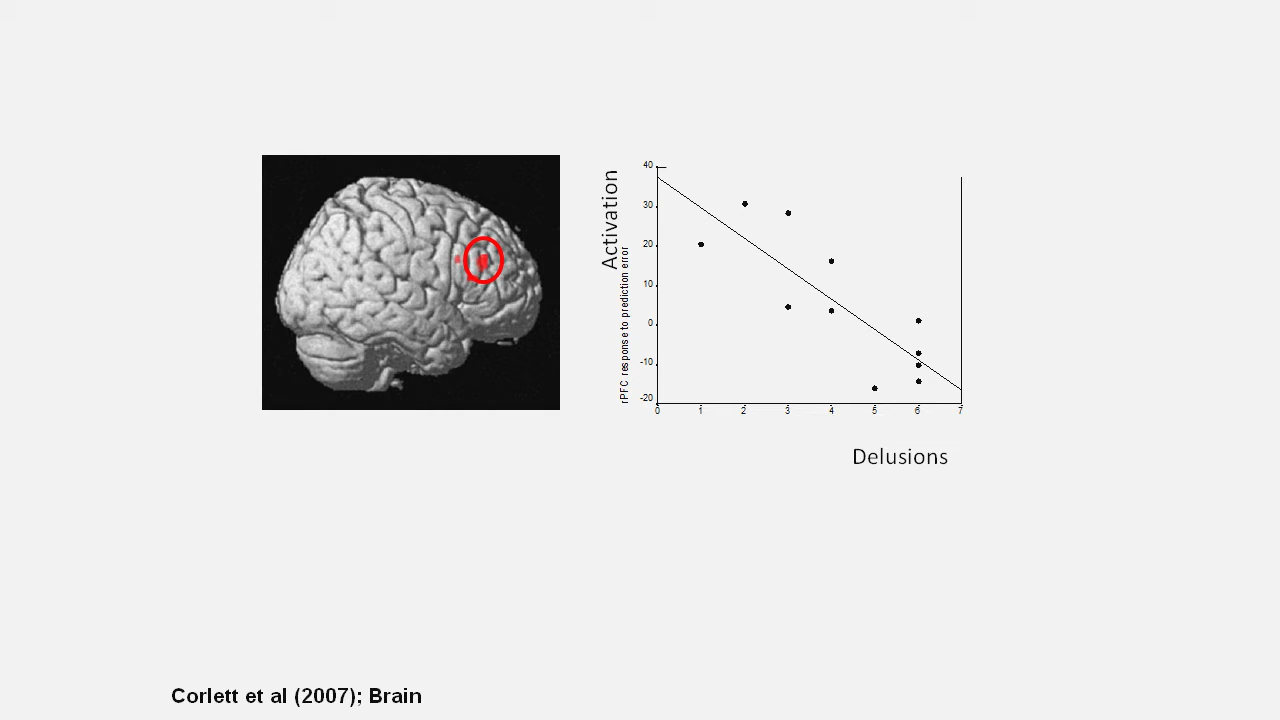 Activation
rPFC response to prediction error
40
30
20
10
0
-10
-20
0 1 2 3 4 5 6 7
Delusions
Corlett et al (2007); Brain